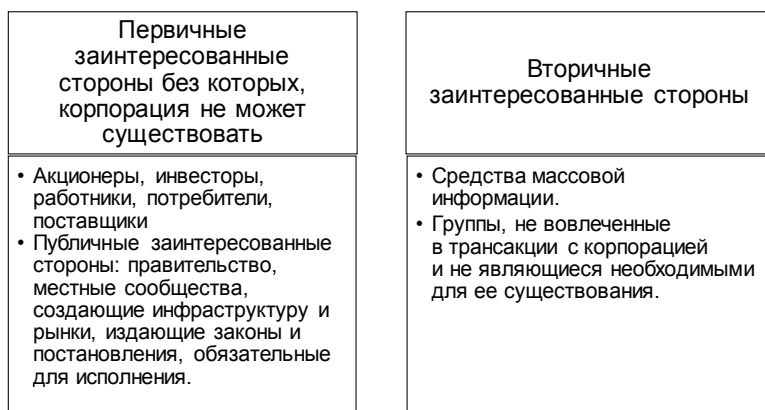 Первичные
заинтересованные
стороны без которых,
корпорация не может
существовать
• Акционеры, инвесторы,
работники, потребители,
поставщики
• Публичные заинтересованные
стороны: правительство,
местные сообщества,
создающие инфраструктуру и
рынки, издающие законы и
постановления, обязательные
для исполнения.
Вторичные
заинтересованные стороны
• Средства массовой
информации.
• Группы, не вовлеченные
в трансакции с корпорацией
и не являющиеся необходимыми
для ее существования.